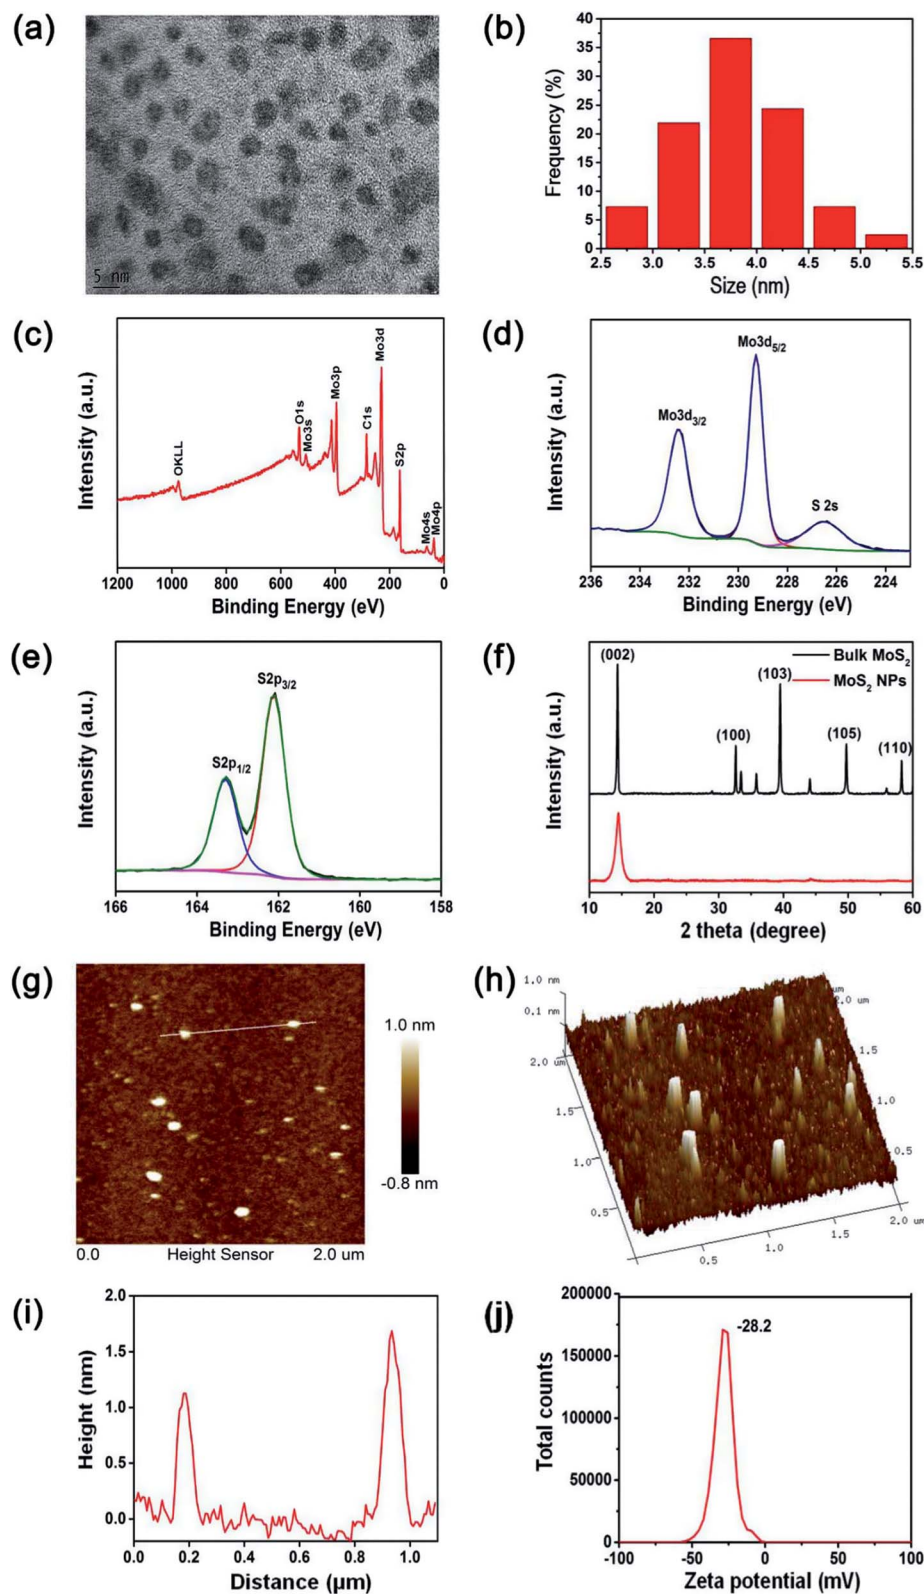 (a)
5 nm
(b)
Frequency (%)
40
35
30
25
20
15
10
5
0
2.5 3.0 3.5 4.0 4.5 5.0 5.5
Size (nm)
(c)
Intensity (a.u.)
OKLL
O1s
Mo3s
Mo3p
C1s
Mo3d
S2p
Mo4s
Mo4p
1200 1000 800 600 400 200 0
Binding Energy (eV)
(d)
Intensity (a.u.)
Mo3d5/2
Mo3d3/2
S 2s
236 234 232 230 228 226 224
Binding Energy (eV)
(e)
Intensity (a.u.)
S2p3/2
S2p1/2
166 164 162 160 158
Binding Energy (eV)
(f)
Intensity (a.u.)
Bulk MoS2
MoS2 NPs
(002)
(100)
(103)
(105)
(110)
10 20 30 40 50 60
2 theta (degree)
(g)
1.0 nm
-0.8 nm
0.0 Height Sensor 2.0 um
(h)
1.0 nm
0.1 nm
2.0 um
1.5
1.0
0.5
0.5
1.0
1.5
2.0 um
um
2.0 um
1.5
1.0
0.5
(i)
Height (nm)
2.0
1.5
1.0
0.5
0.0
0.0 0.2 0.4 0.6 0.8 1.0
Distance (µm)
(j)
Total counts
200000
150000
100000
50000
0
-28.2
-100 -50 0 50 100
Zeta potential (mV)